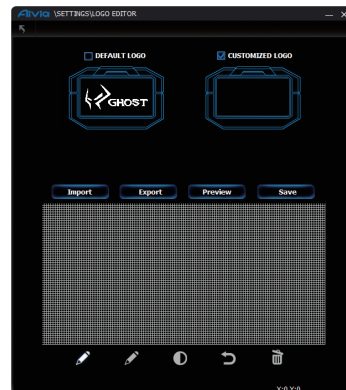 Aivia \SETTINGS\LOGO EDITOR
DEFAULT LOGO
CUSTOMIZED LOGO
GHOST
Import
Export
Preview
Save
X:0 Y:0